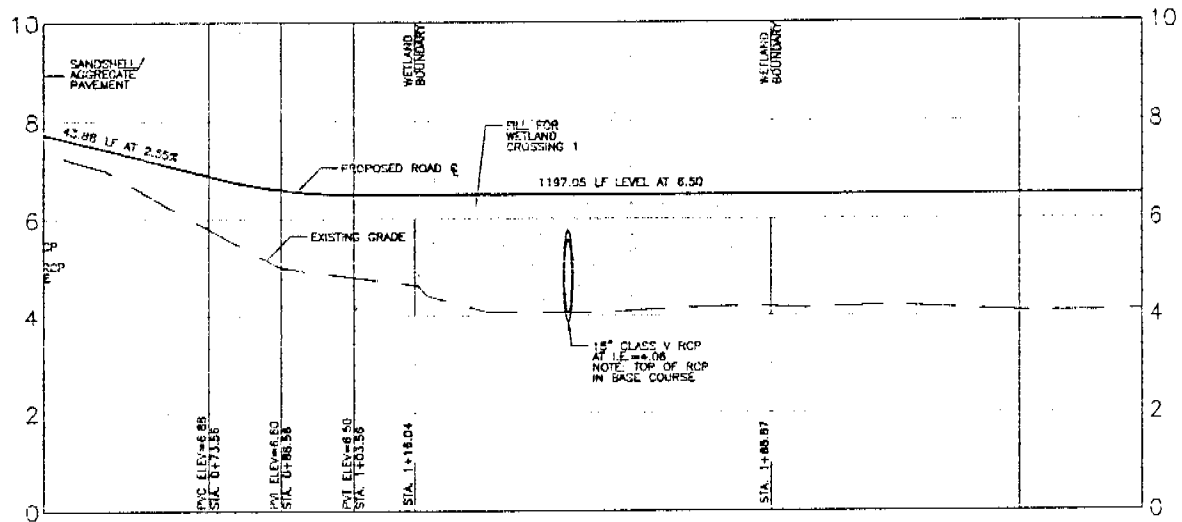 10
8
6
4
2
0
10
8
6
4
2
0
SANDSHELL/
AGGREGATE
PAVEMENT
43.88 LF AT 2.55%
PROPOSED ROAD ℄
EXISTING GRADE
WETLAND
BOUNDARY
FILL FOR
WETLAND
CROSSING 1
1197.05 LF LEVEL AT 6.50
WETLAND
BOUNDARY
CLASS V RCP
AT I.E.=4.06
NOTE: TOP OF RCP
IN BASE COURSE
PVC ELEV=6.88
STA. 0+73.56
PVI ELEV=6.50
STA. 0+88.56
PVT ELEV=6.50
STA. 1+03.56
STA. 1+16.04
STA. 1+88.87